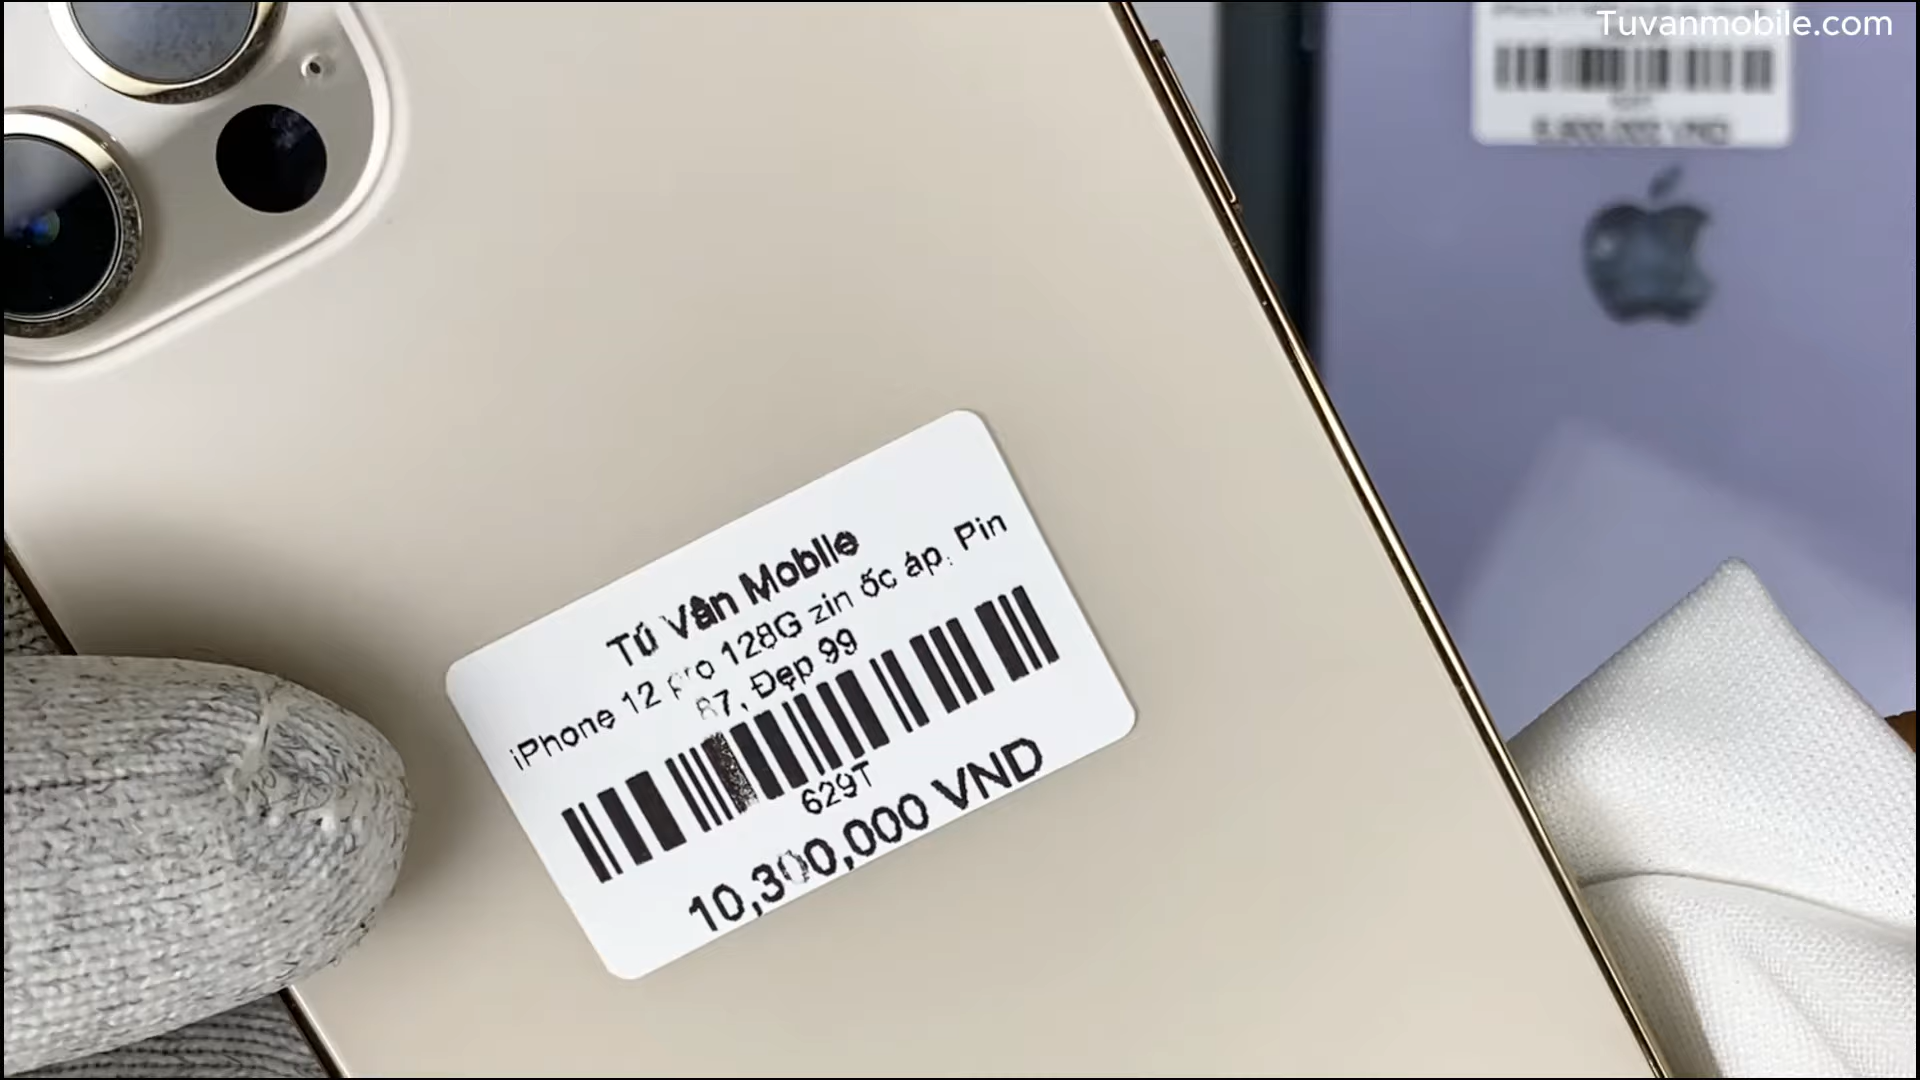 Tuvanmobile.com
Tú Vân Mobile
iPhone 12 pro 128G zin ốc áp. Pin
87, Đẹp 99
629T
10,300,000 VND
VND